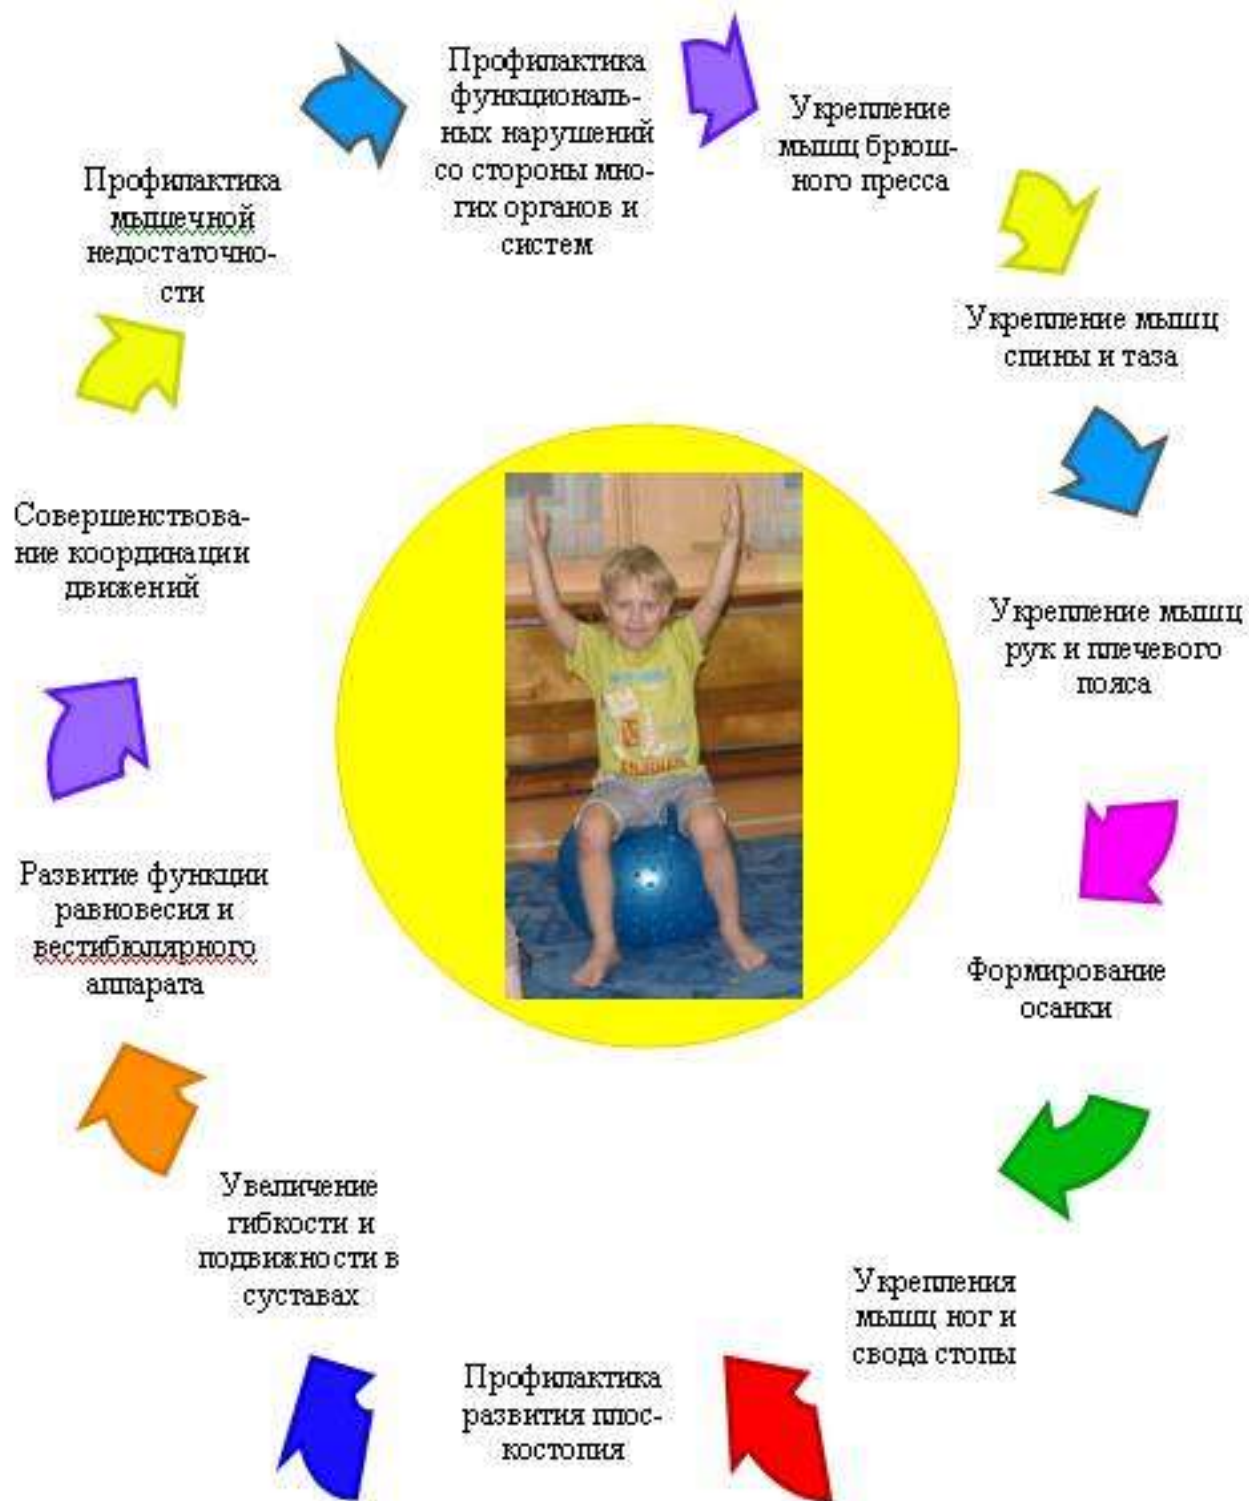 Профилактика
функциональ-
ных нарушений
со стороны мно-
гих органов и
систем
Укрепление
мышц брюш-
ного пресса
Укрепление мышц
спины и таза
Укрепление мышц
рук и плечевого
пояса
Формирование
осанки
Укрепления
мышц ног и
свода стопы
Профилактика
развития плос-
костопия
Увеличение
гибкости и
подвижности в
суставах
Развитие функции
равновесия и
вестибюлярного
аппарата
Совершенствова-
ние координации
движений
Профилактика
мышечной
недостаточно-
сти